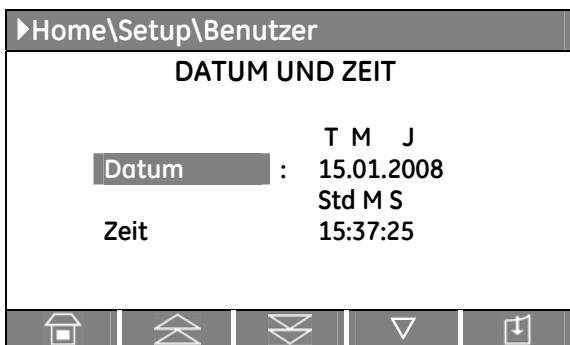 Home\Setup\Benutzer
DATUM UND ZEIT
T M J
Datum : 15.01.2008
Std M S
Zeit 15:37:25